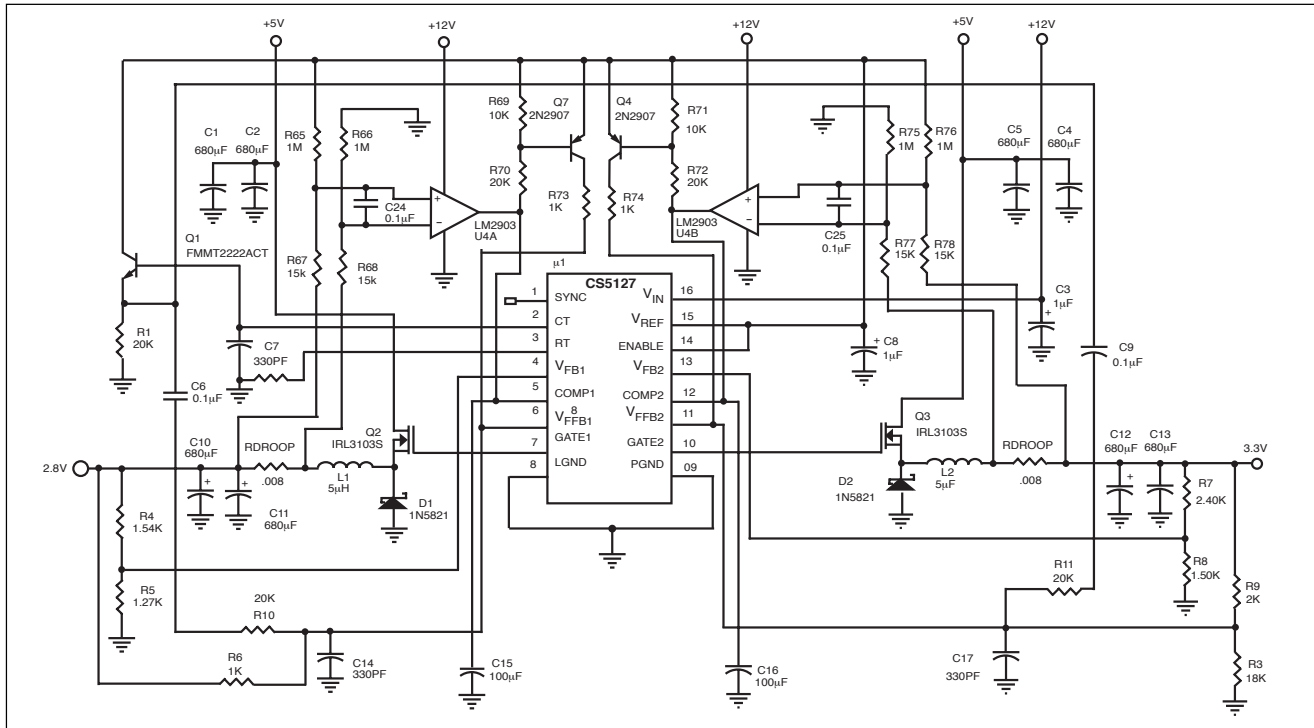 +5V
+12V
+12V
+5V
+12V
R69
10K
Q7
2N2907
Q4
2N2907
R71
10K
C1
680µF
C2
680µF
R65
1M
R66
1M
R75
1M
R76
1M
C5
680µF
C4
680µF
R70
20K
R72
20K
R73
1K
R74
1K
C24
0.1µF
+
−
LM2903
U4A
+
−
LM2903
U4B
C25
0.1µF
Q1
FMMT2222ACT
R67
15k
R68
15k
R77
15K
R78
15K
µ1
CS5127
1
SYNC
2
CT
3
RT
4
VFB1
5
COMP1
6
VFFB1
8
7
GATE1
8
LGND
VIN
16
VREF
15
ENABLE
14
VFB2
13
COMP2
12
VFFB2
11
GATE2
10
PGND
09
C3
1µF
+
+
C8
1µF
C9
0.1µF
R1
20K
C7
330PF
C6
0.1µF
Q2
IRL3103S
Q3
IRL3103S
C10
680µF
RDROOP
.008
L1
5µH
2.8V
+
+
C11
680µF
D1
1N5821
D2
1N5821
L2
5µF
RDROOP
.008
C12
680µF
C13
680µF
+
3.3V
R7
2.40K
R4
1.54K
R5
1.27K
R8
1.50K
R11
20K
R9
2K
20K
R10
R6
1K
C14
330PF
C15
100µF
C16
100µF
C17
330PF
R3
18K